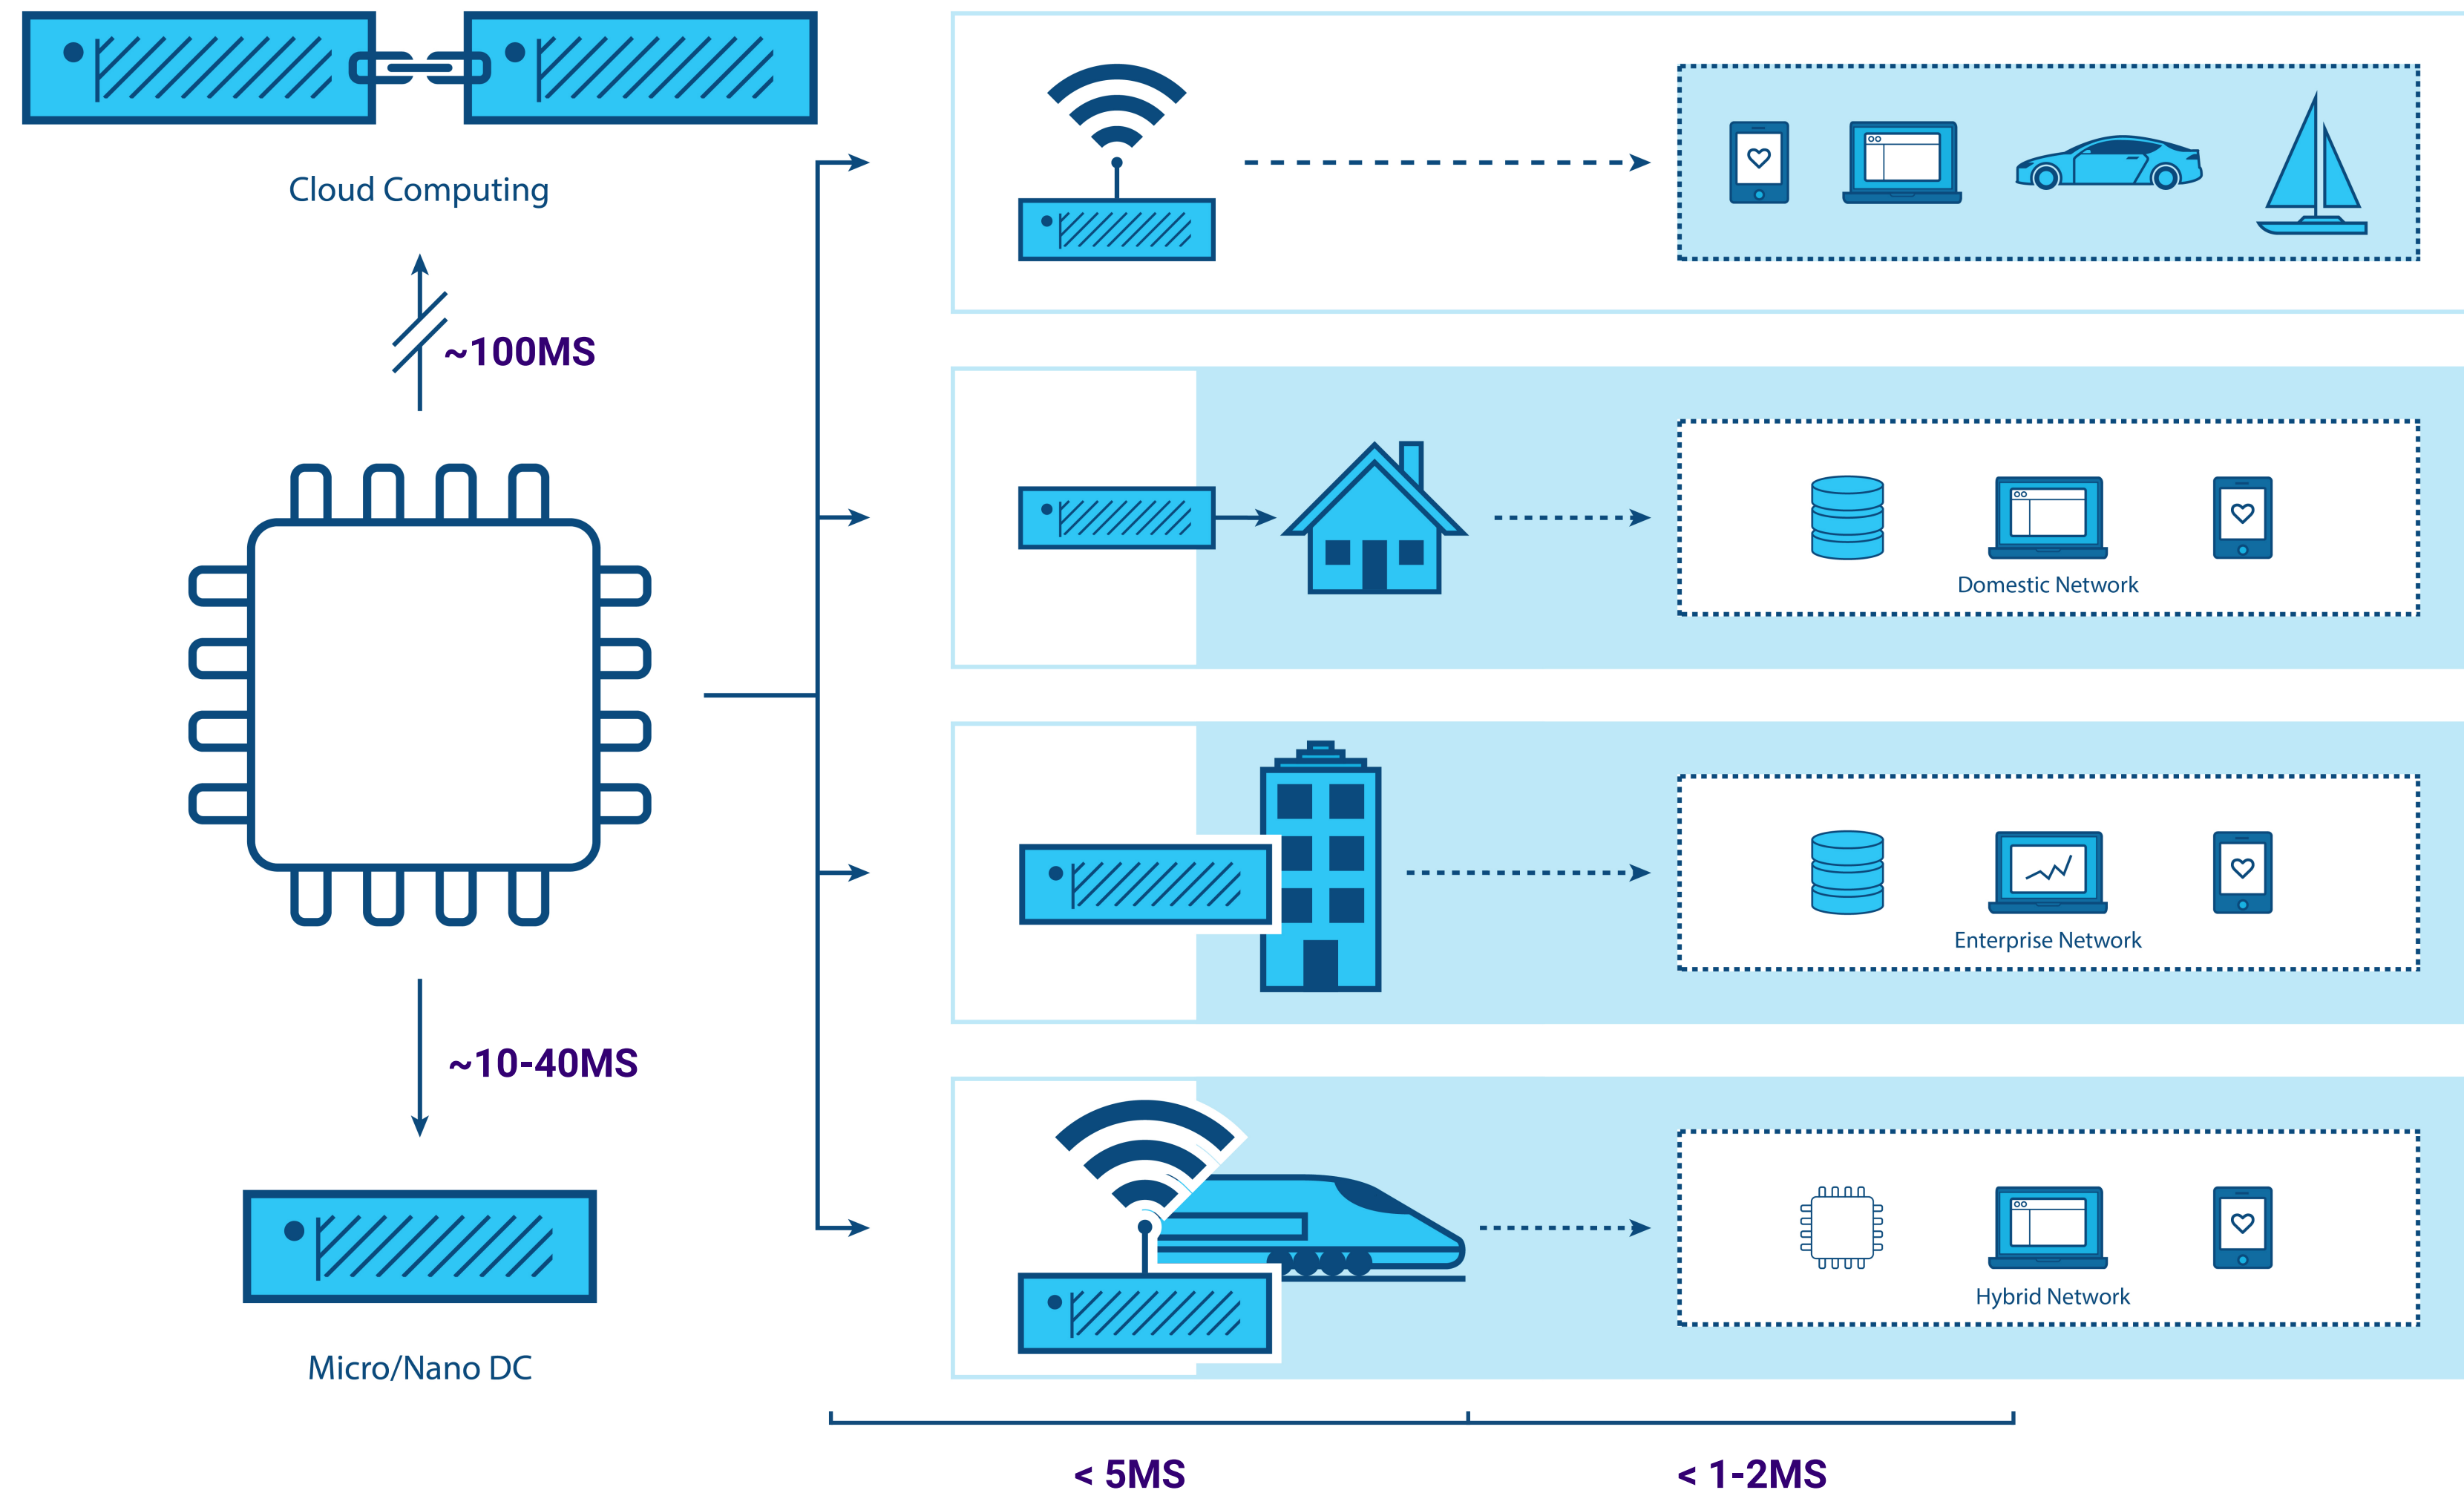 Cloud Computing
~100MS
~10-40MS
Micro/Nano DC
Domestic Network
Enterprise Network
Hybrid Network
< 5MS
< 1-2MS